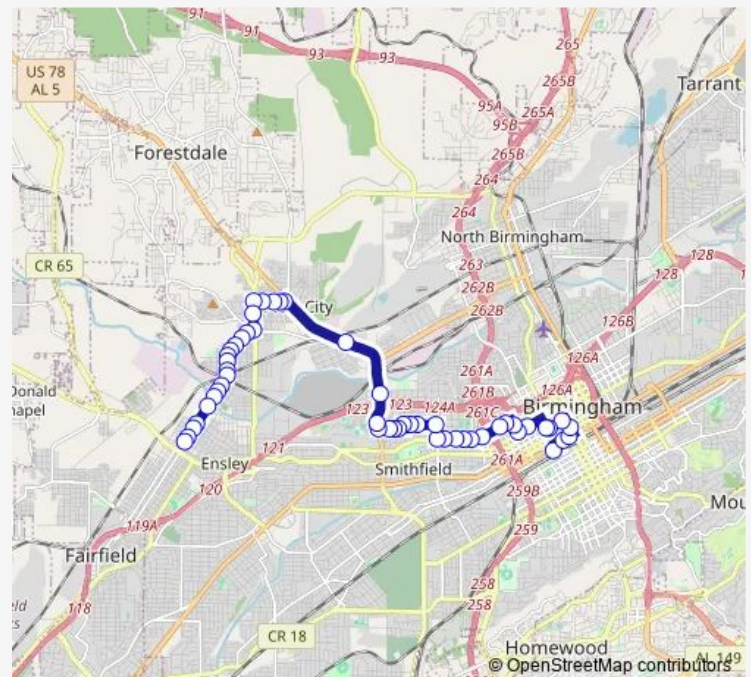 91
91
265
93
93
265B
US 78
AL 5
Tarrant
95A
95B
265A
Forestdale
265B
264
264
North Birmingham
CR 65
263
128
128
262B
City
262B
126B
261A
126A
Donald
hapel
261B
126A
123
123
124A
261C
Birmingham
121
Ensley
Smithfield
261A
120
259B
Mou
119A
259
Fairfield
258
118
258
CR 18
Homewood
AL 149
© OpenStreetMap contributors